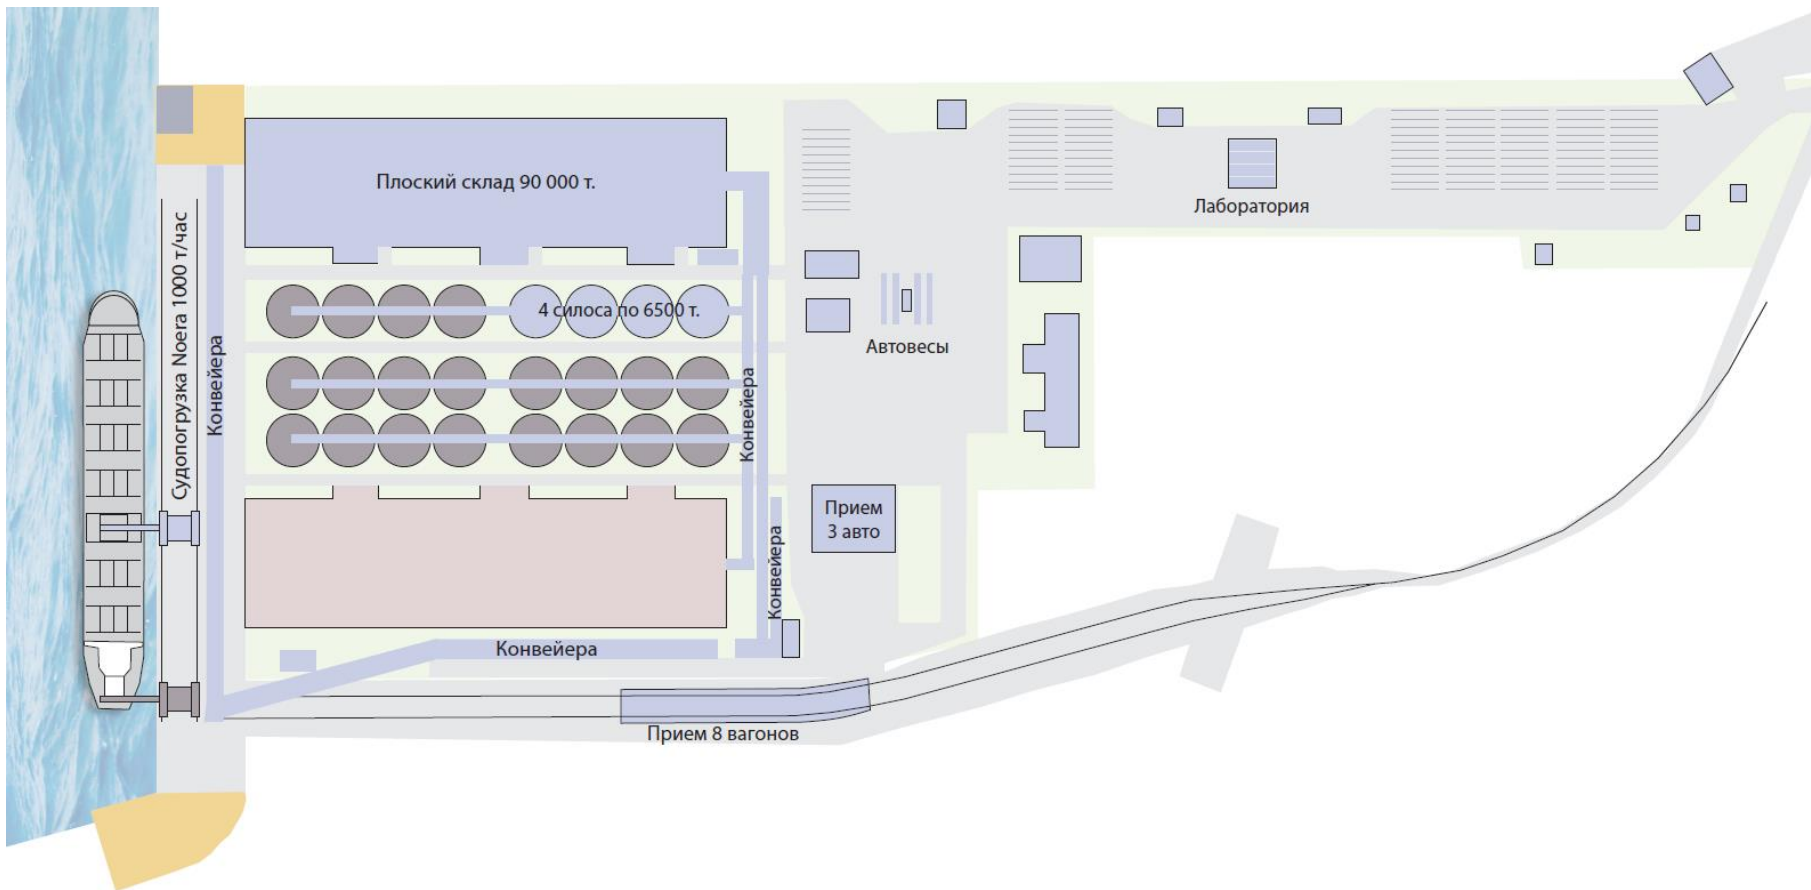 Плоский склад 90 000 т.
Лаборатория
Судопогрузка Noera 1000 т/час
Конвейера
4 силоса по 6500 т.
Автовесы
Конвейера
Прием
3 авто
Конвейера
Конвейера
Прием 8 вагонов